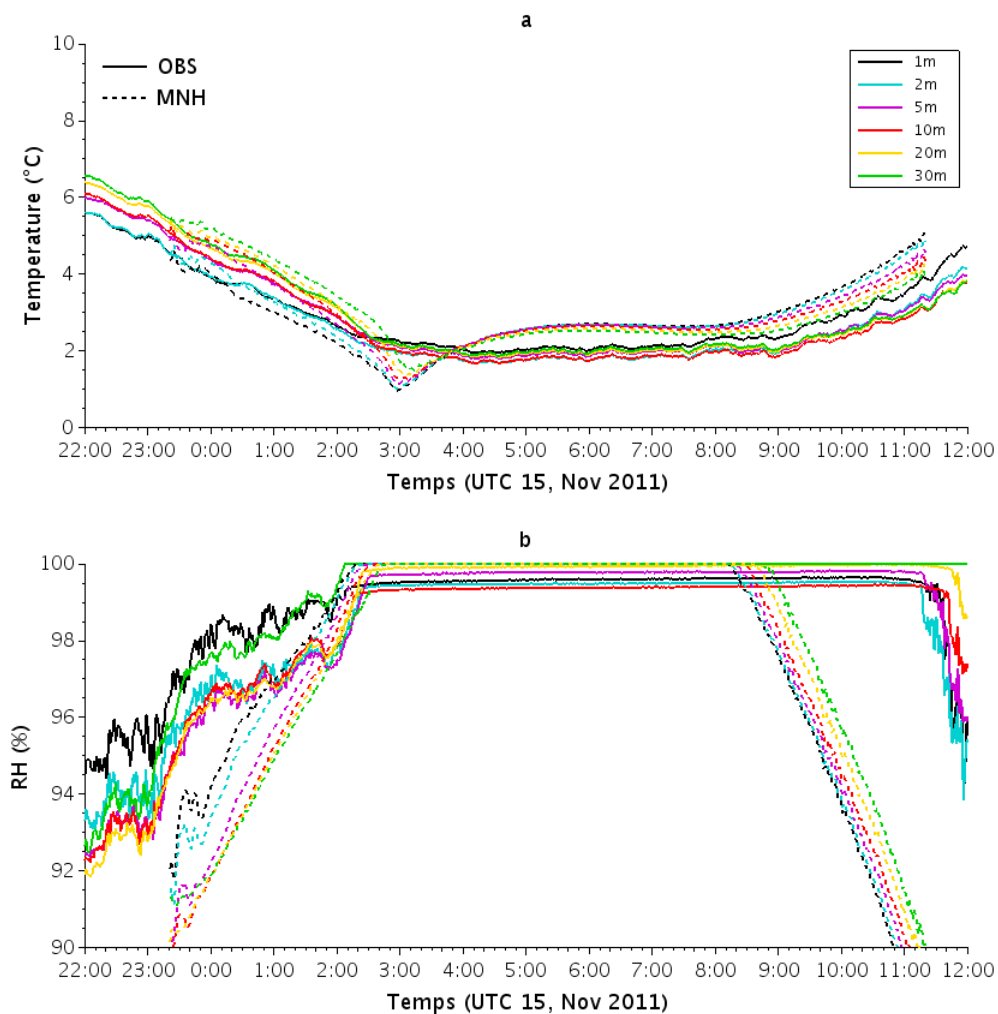 a
10
8
6
4
2
0
Temperature (°C)
OBS
MNH
1m
2m
5m
10m
20m
30m
22:00 23:00 0:00 1:00 2:00 3:00 4:00 5:00 6:00 7:00 8:00 9:00 10:00 11:00 12:00
Temps (UTC 15, Nov 2011)
b
100
98
96
94
92
90
RH (%)
22:00 23:00 0:00 1:00 2:00 3:00 4:00 5:00 6:00 7:00 8:00 9:00 10:00 11:00 12:00
Temps (UTC 15, Nov 2011)